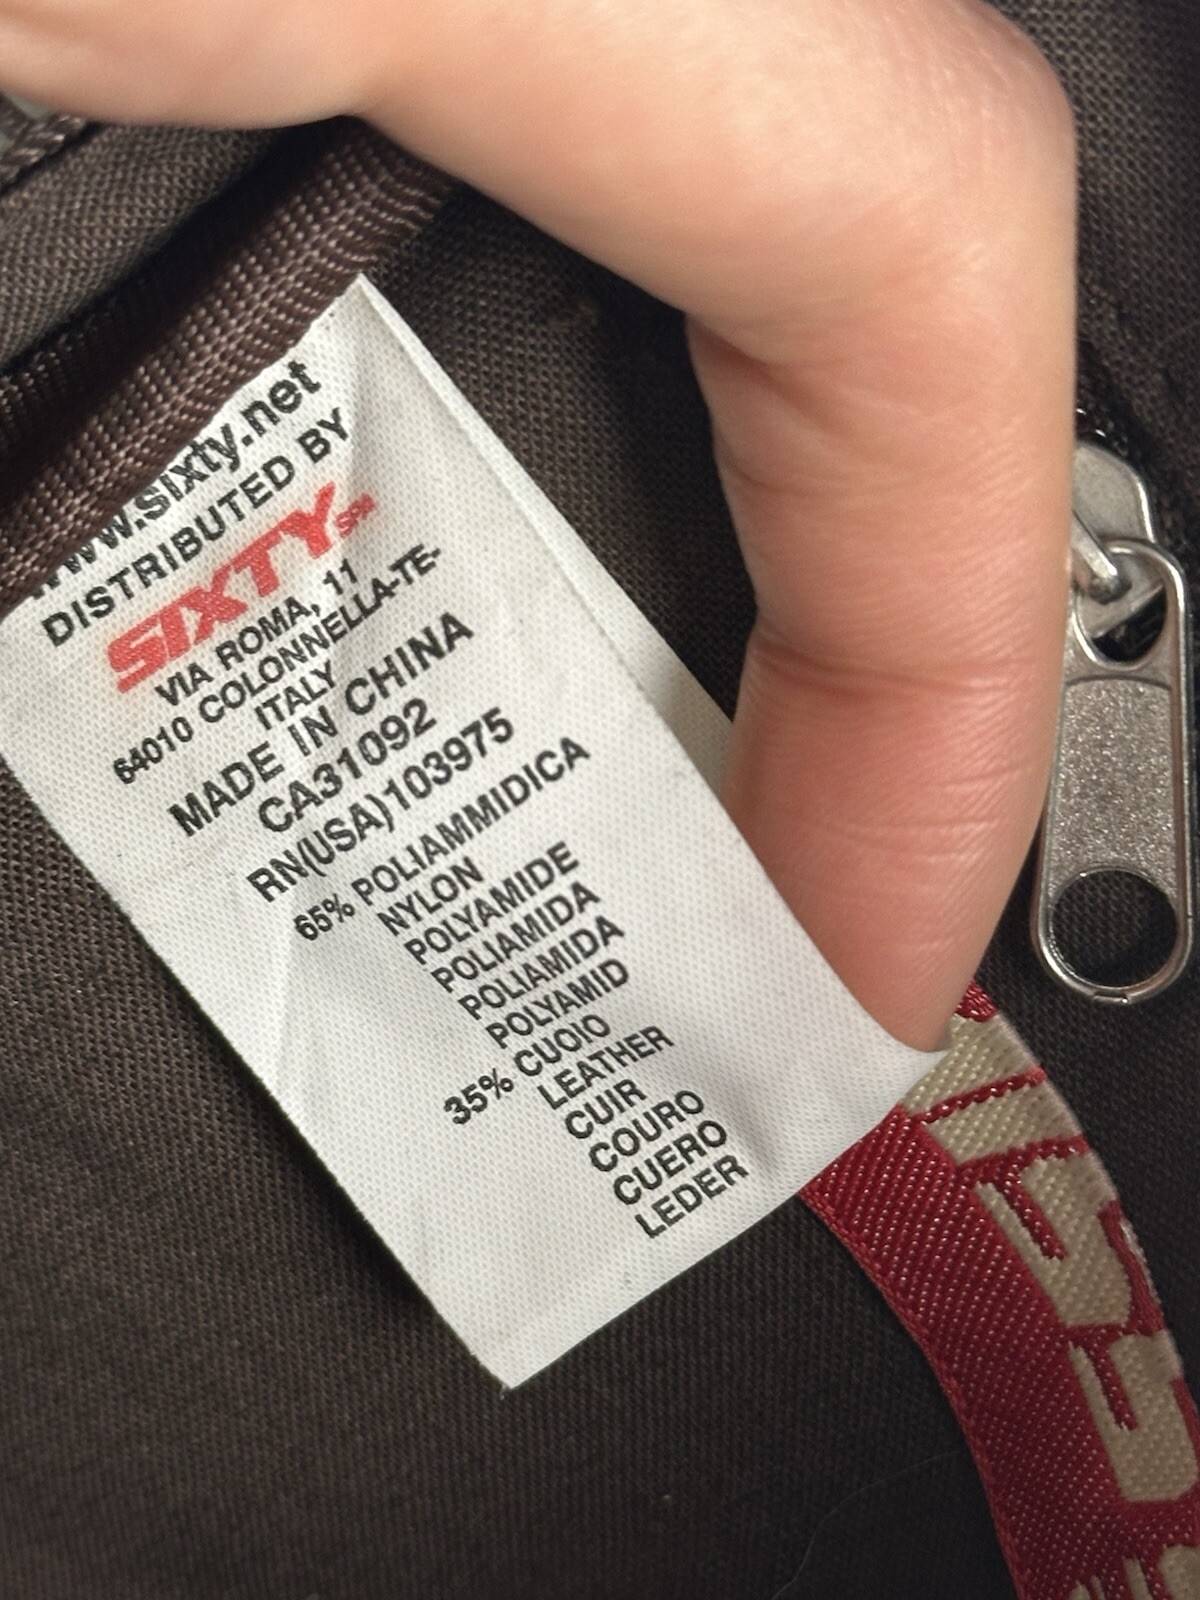 www.sixty.net
DISTRIBUTED BY
SIXTY SPA
VIA ROMA, 11
64010 COLONNELLA-TE-
ITALY
MADE IN CHINA
CA31092
RN(USA)103975
65% POLIAMMIDICA
NYLON
POLYAMIDE
POLIAMIDA
POLIAMIDA
POLYAMID
35% CUOIO
LEATHER
CUIR
COURO
CUERO
LEDER